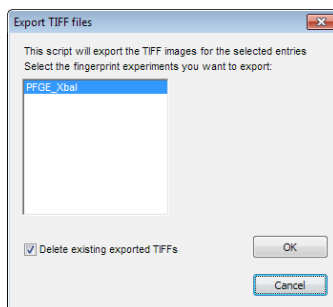 Export TIFF files
This script will export the TIFF images for the selected entries
Select the fingerprint experiments you want to export:
PFGE_XbaI
Delete existing exported TIFFs
OK
Cancel